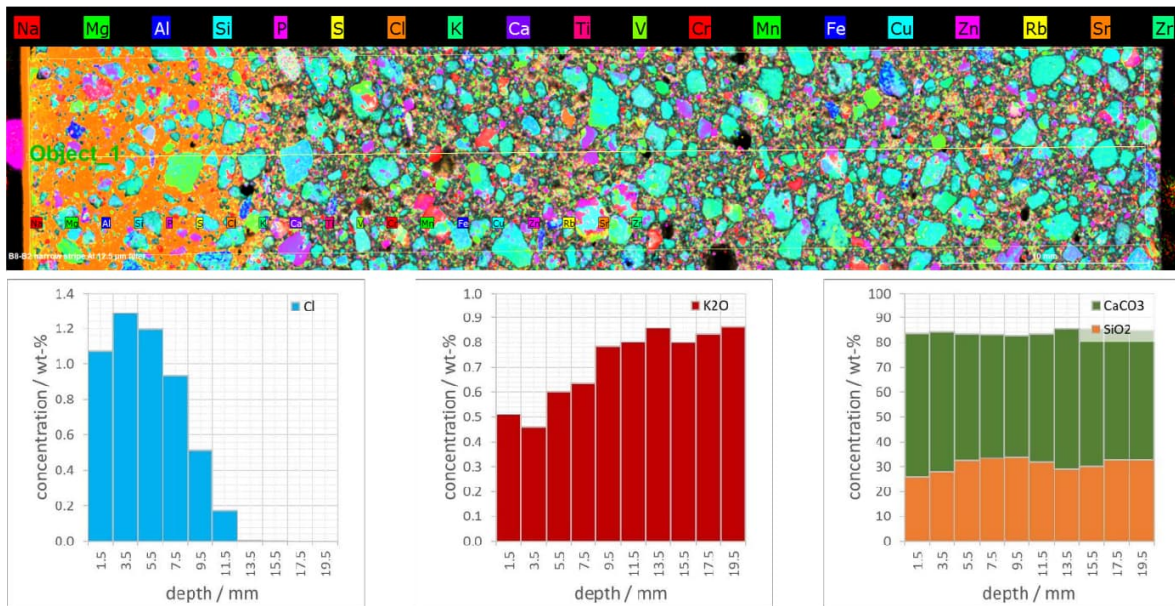 Na Mg Al Si P S Cl K Ca Ti V Cr Mn Fe Cu Zn Rb Sr Zr
Object_1
Na Mg Al Si P S Cl K Ca Ti V Cr Mn Fe Cu Zn Rb Sr Zr
1.4
Cl
1.2
1.0
0.8
0.6
0.4
0.2
0.0
concentration / wt-%
1.5 3.5 5.5 7.5 9.5 11.5 13.5 15.5 17.5 19.5
depth / mm
1.0
K2O
0.9
0.8
0.7
0.6
0.5
0.4
0.3
0.2
0.1
0.0
concentration / wt-%
1.5 3.5 5.5 7.5 9.5 11.5 13.5 15.5 17.5 19.5
depth / mm
100
CaCO3
90
SiO2
80
70
60
50
40
30
20
10
0
concentration / wt-%
1.5 3.5 5.5 7.5 9.5 11.5 13.5 15.5 17.5 19.5
depth / mm